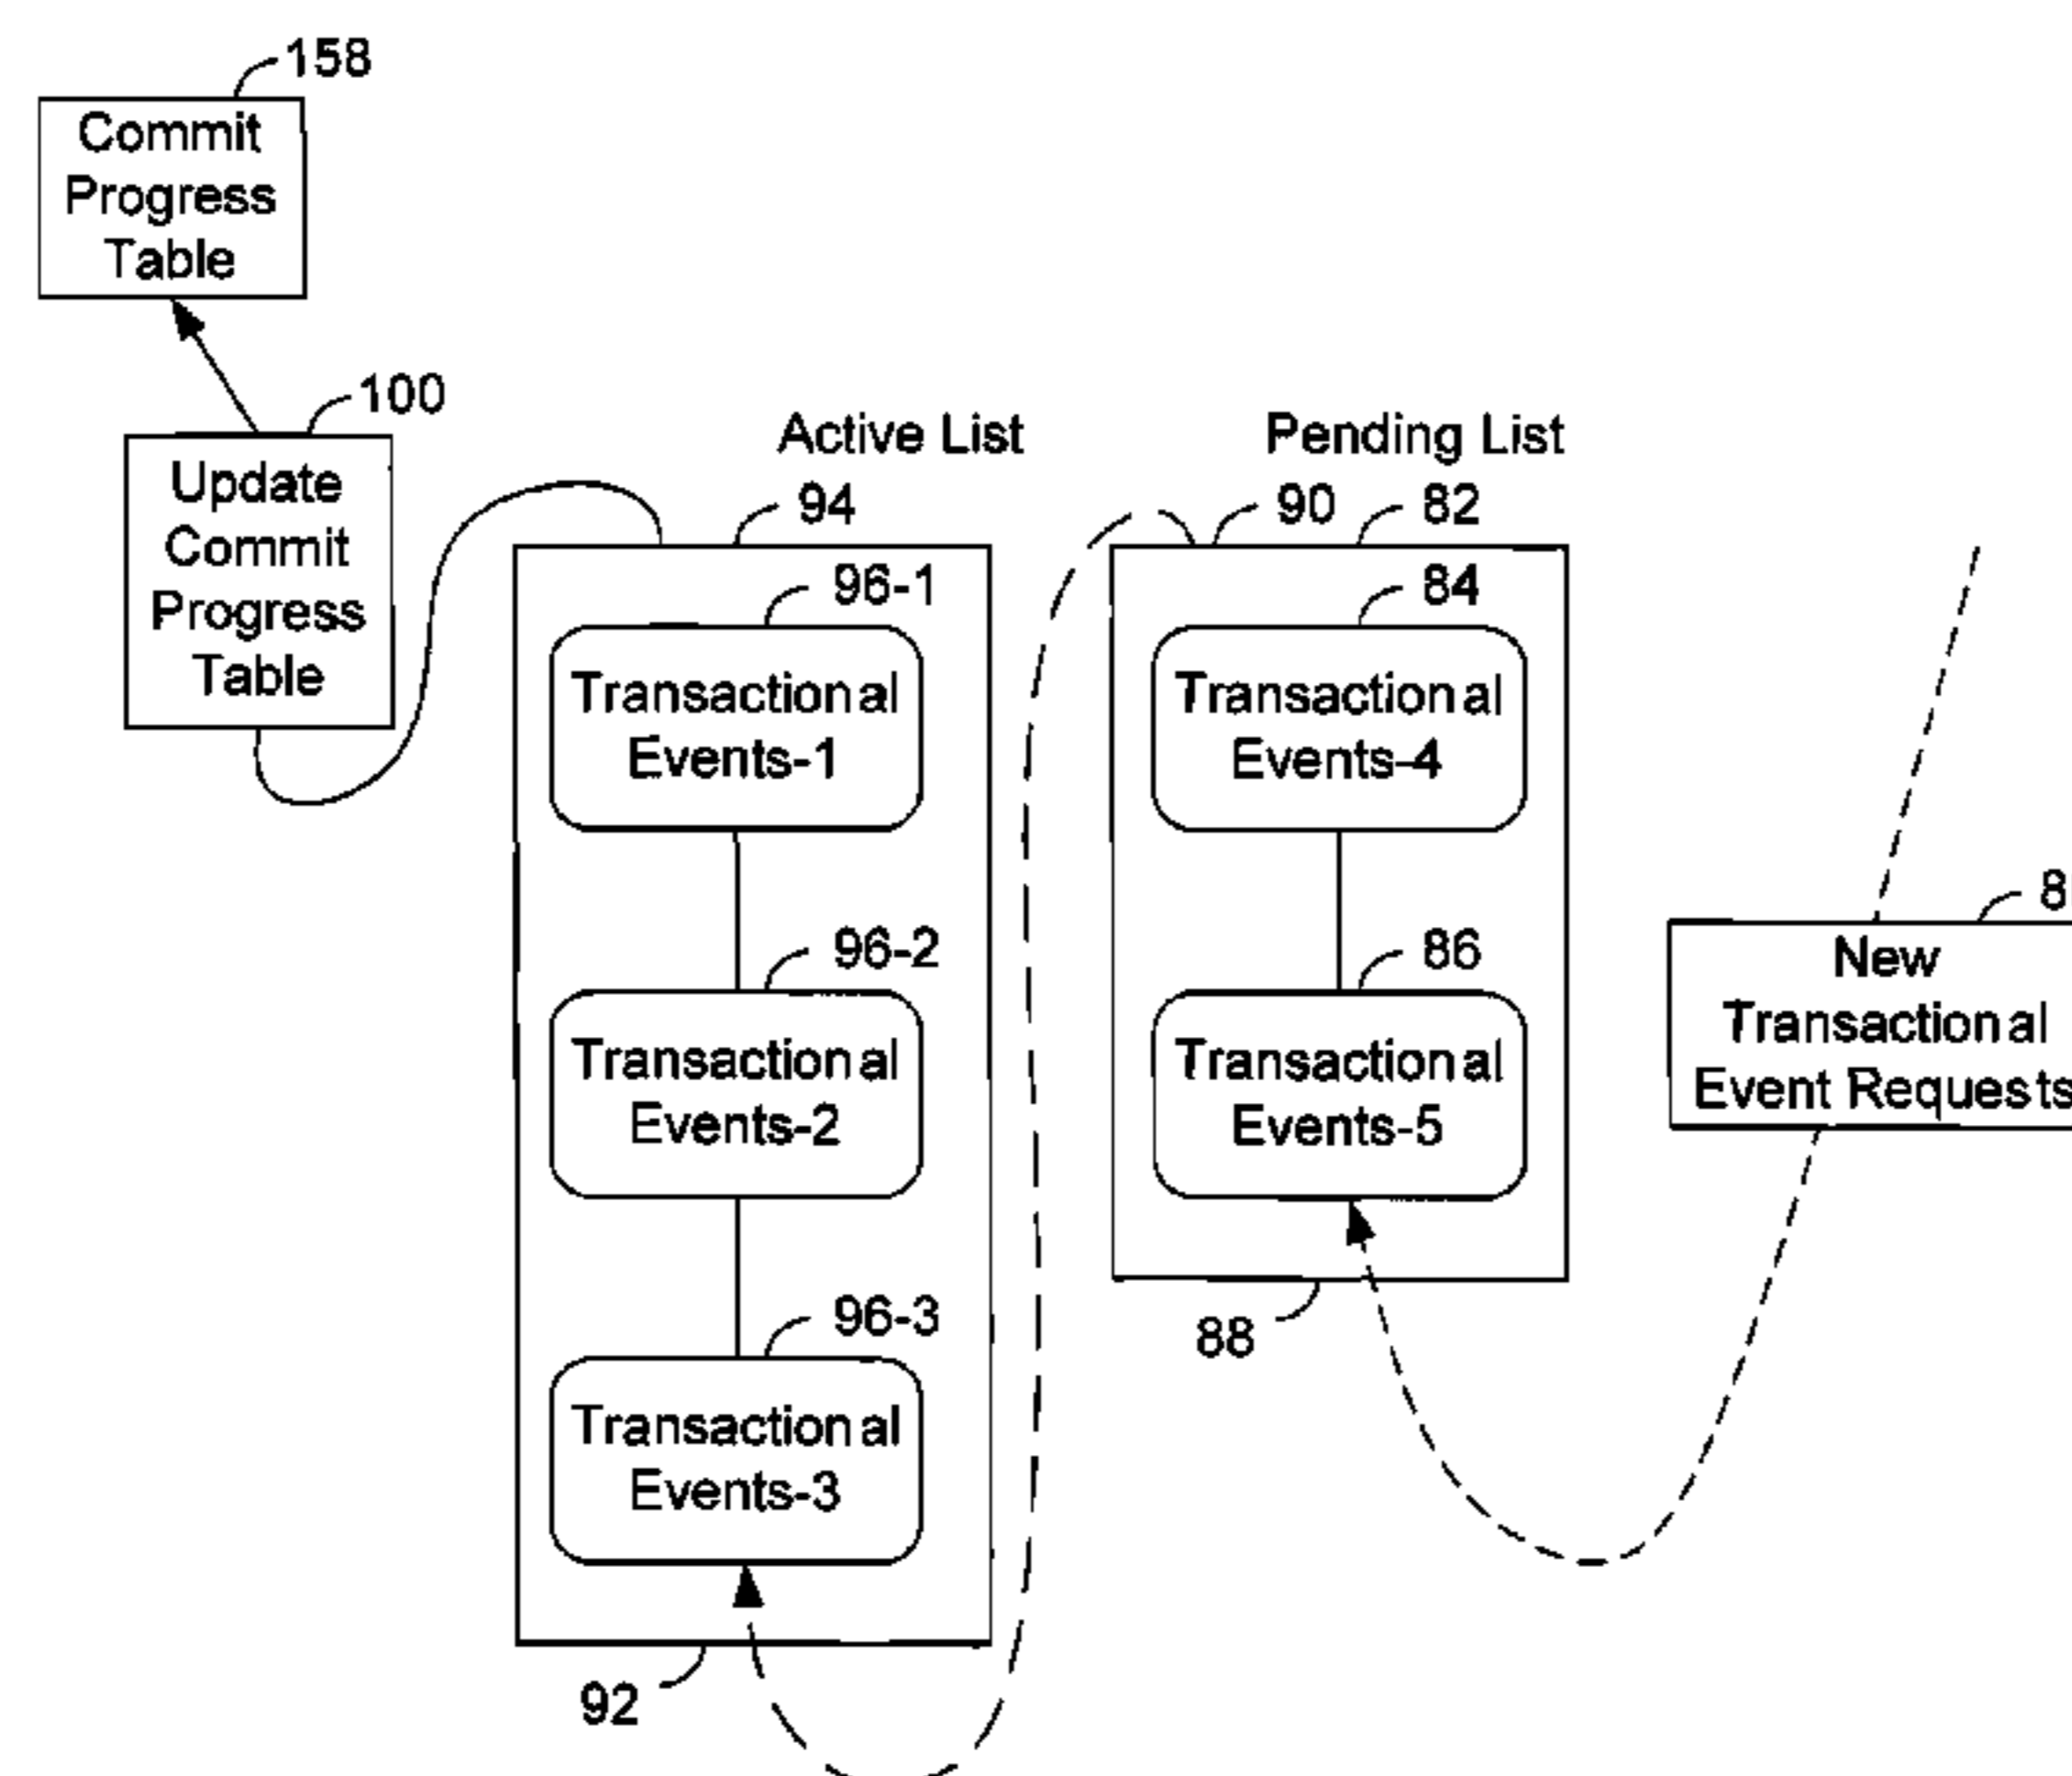 158
Commit
Progress
Table
100
Update
Commit
Progress
Table
Active List
94
96-1
Transactional
Events-1
96-2
Transactional
Events-2
96-3
Transactional
Events-3
92
Pending List
90
82
84
Transactional
Events-4
86
Transactional
Events-5
88
New
Transactional
Event Requests